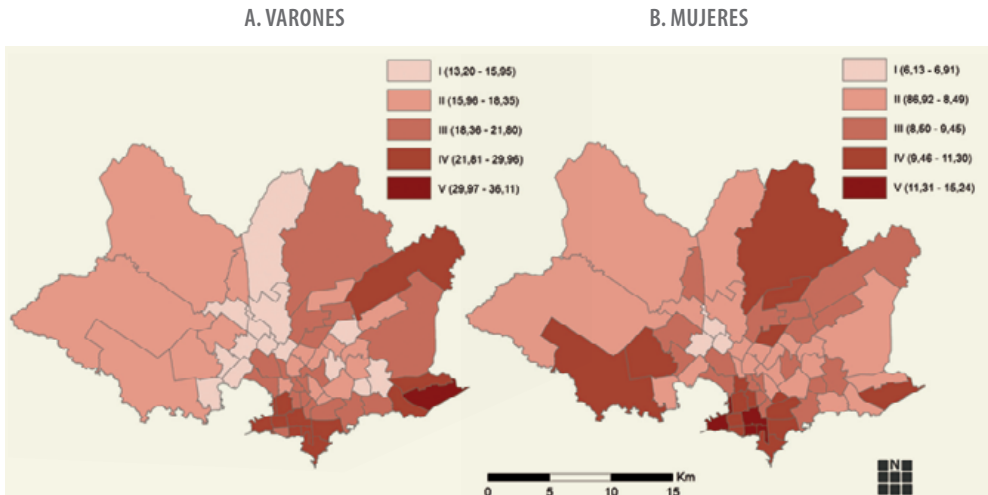 A. VARONES
B. MUJERES
I (13,20 - 15,95)
II (15,96 - 18,35)
III (18,36 - 21,80)
IV (21,81 - 29,96)
V (29,97 - 36,11)
I (6,13 - 6,91)
II (86,92 - 8,49)
III (8,50 - 9,45)
IV (9,46 - 11,30)
V (11,31 - 15,24)
Km
0 5 10 15
N